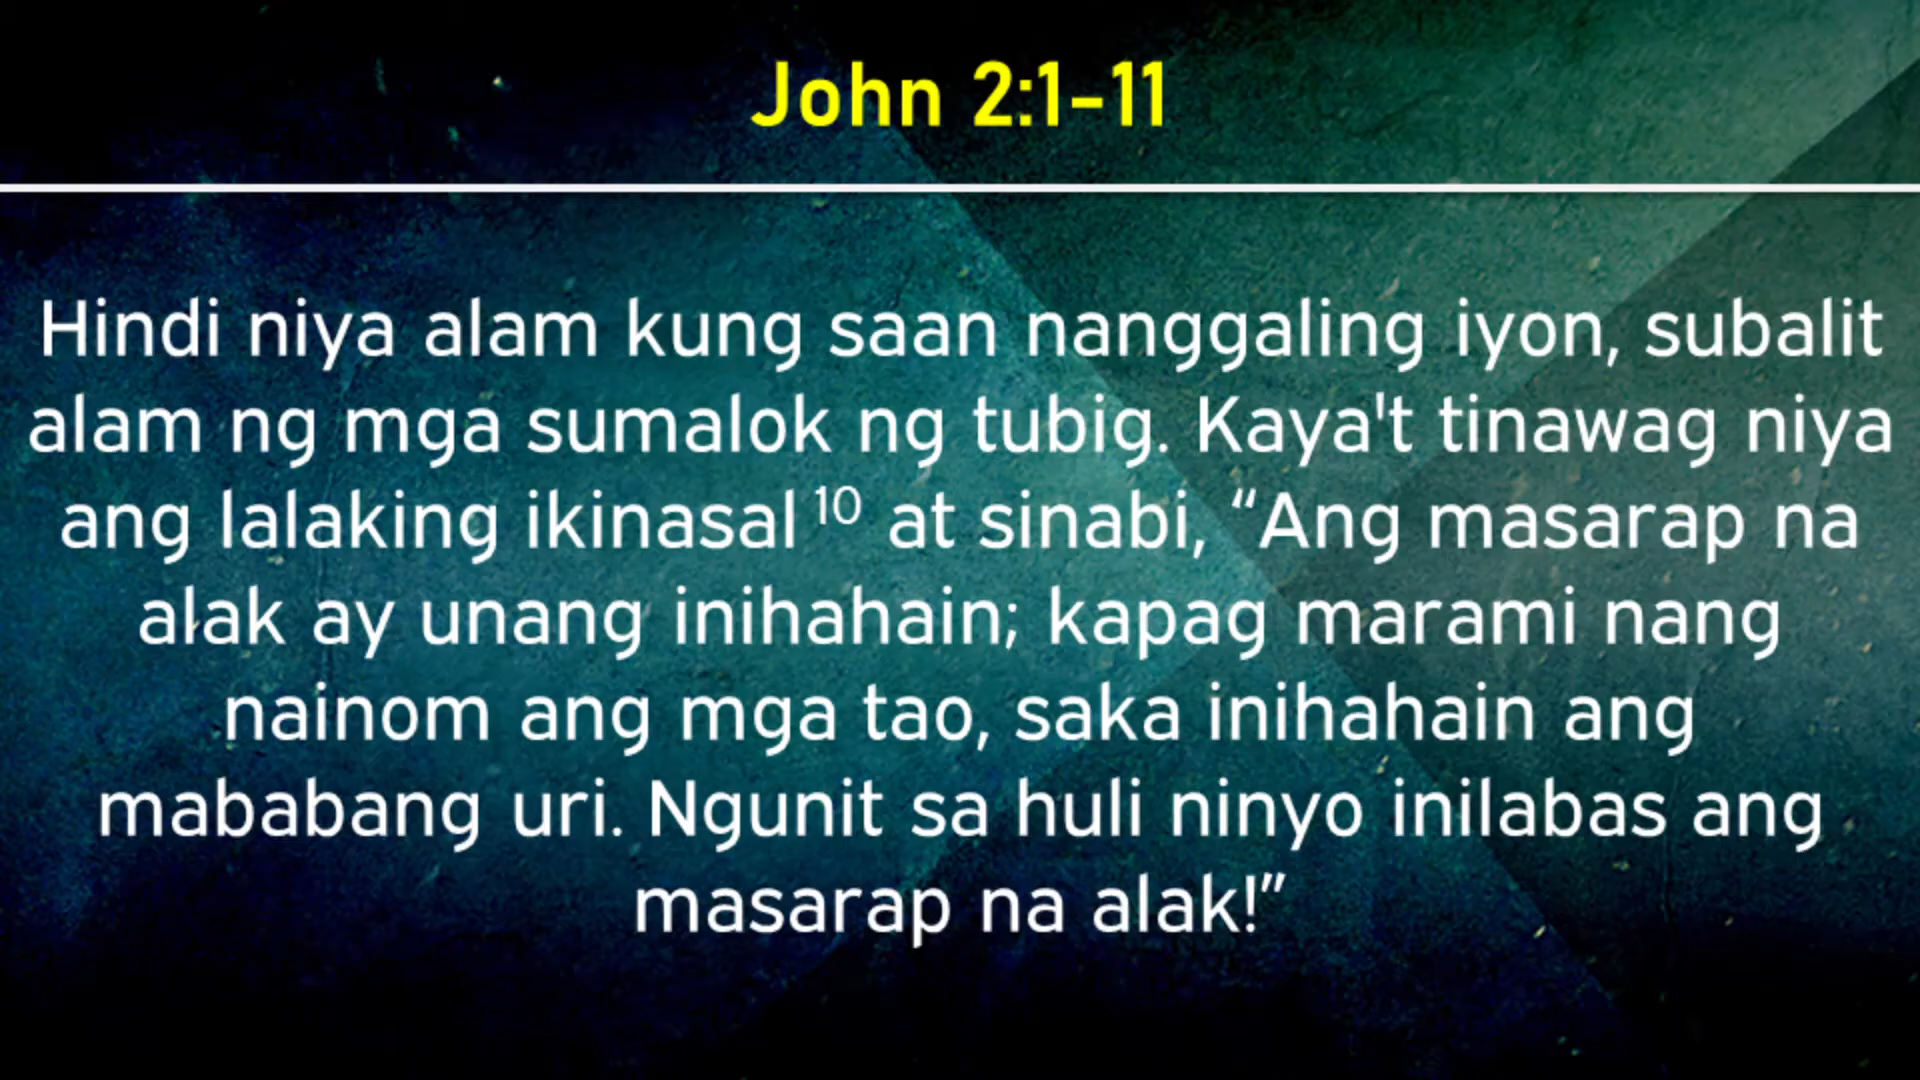 John 2:1-11
Hindi niya alam kung saan nanggaling iyon, subalit
alam ng mga sumalok ng tubig. Kaya't tinawag niya
ang lalaking ikinasal ¹⁰ at sinabi, “Ang masarap na
alak ay unang inihahain; kapag marami nang
nainom ang mga tao, saka inihahain ang
mababang uri. Ngunit sa huli ninyo inilabas ang
masarap na alak!”